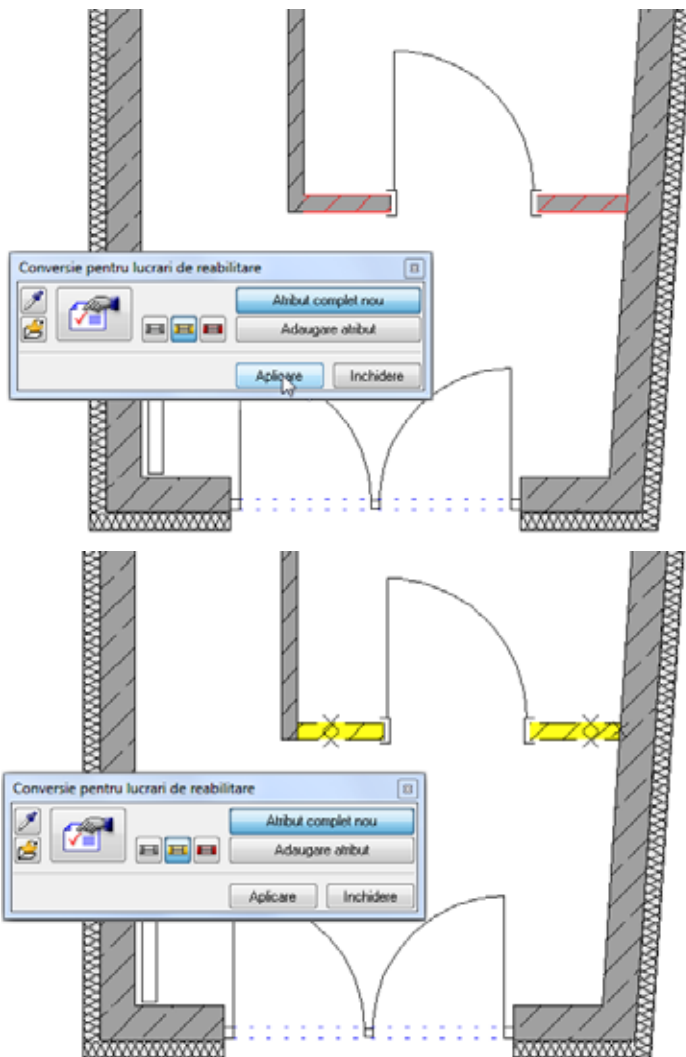 Conversie pentru lucrari de reabilitare
Atribut complet nou
Adaugare atribut
Aplicare
Inchidere
Conversie pentru lucrari de reabilitare
Atribut complet nou
Adaugare atribut
Aplicare
Inchidere